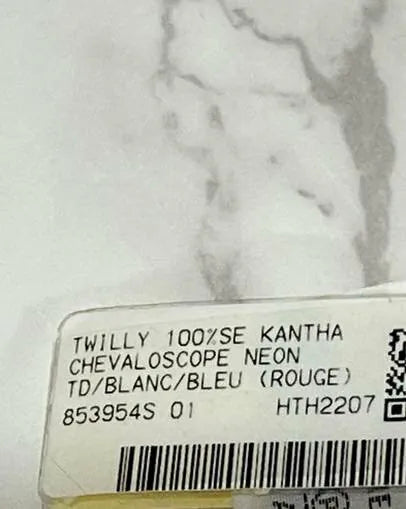 TWILLY 100%SE KANTHA
CHEVALOSCOPE NEON
TD/BLANC/BLEU (ROUGE)
853954S 01 HTH2207